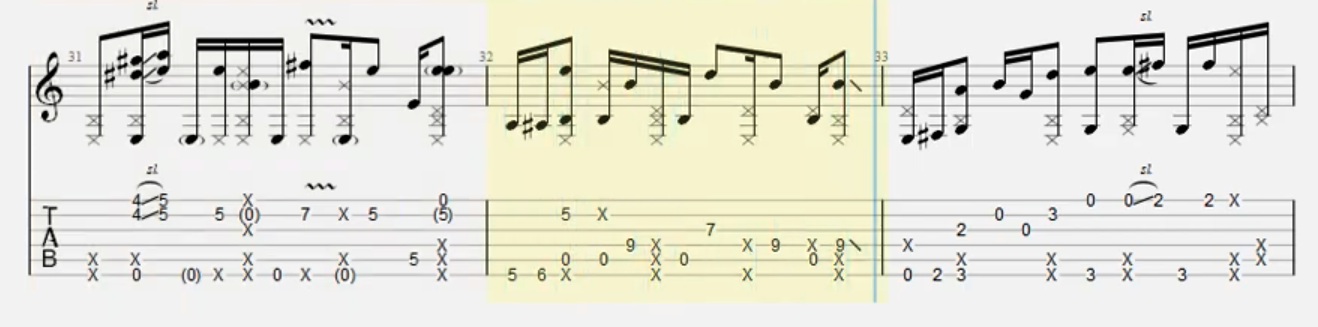 sl sl
31 32 33
sl sl
4 5 X 0 0 0 2 2 X
T 4 5 5 (0) 7 X 5 (5) 5 X 0 3
A X 7 2 0
X 9 X X 9 X 9 X X
B X X X X 5 X 0 0 X 0 0 X X X X X X
X 0 (0) X X 0 X (0) X 5 6 X X X X 0 2 3 X 3 X 3 X